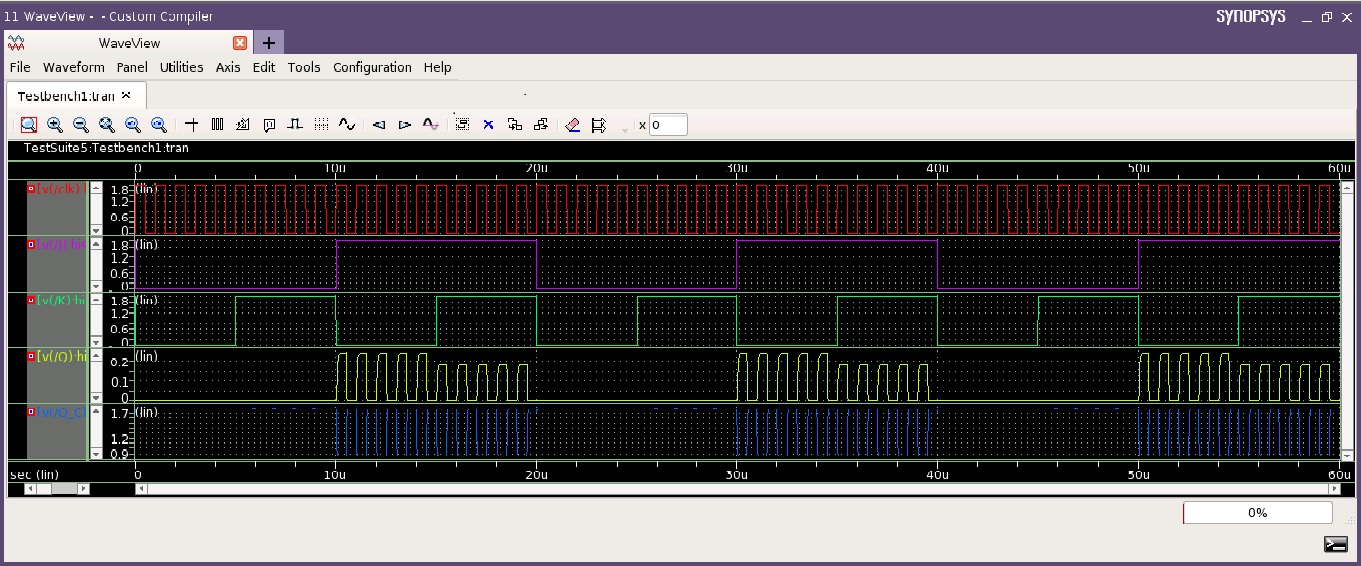 11 WaveView - - Custom Compiler SYNOPSYS
WaveView
File Waveform Panel Utilities Axis Edit Tools Configuration Help
Testbench1:tran
x 0
TestSuite5:Testbench1:tran
0 10u 20u 30u 40u 50u 60u
[v(/clk) 1.8 (lin)
1.2
0.6
0
[v(/J):his 1.8 (lin)
1.2
0.6
0
[v(/K):hi 1.8 (lin)
1.2
0.6
0
[v(/Q):hi (lin)
0.2
0.1
0
[v(/Q_C) 1.7 (lin)
1.2
0.9
sec (lin) 0 10u 20u 30u 40u 50u 60u
0%